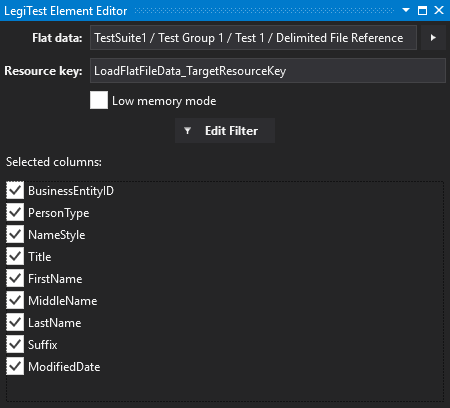 LegiTest Element Editor
Flat data: TestSuite1 / Test Group 1 / Test 1 / Delimited File Reference
Resource key: LoadFlatFileData_TargetResourceKey
Low memory mode
Edit Filter
Selected columns:
BusinessEntityID
PersonType
NameStyle
Title
FirstName
MiddleName
LastName
Suffix
ModifiedDate